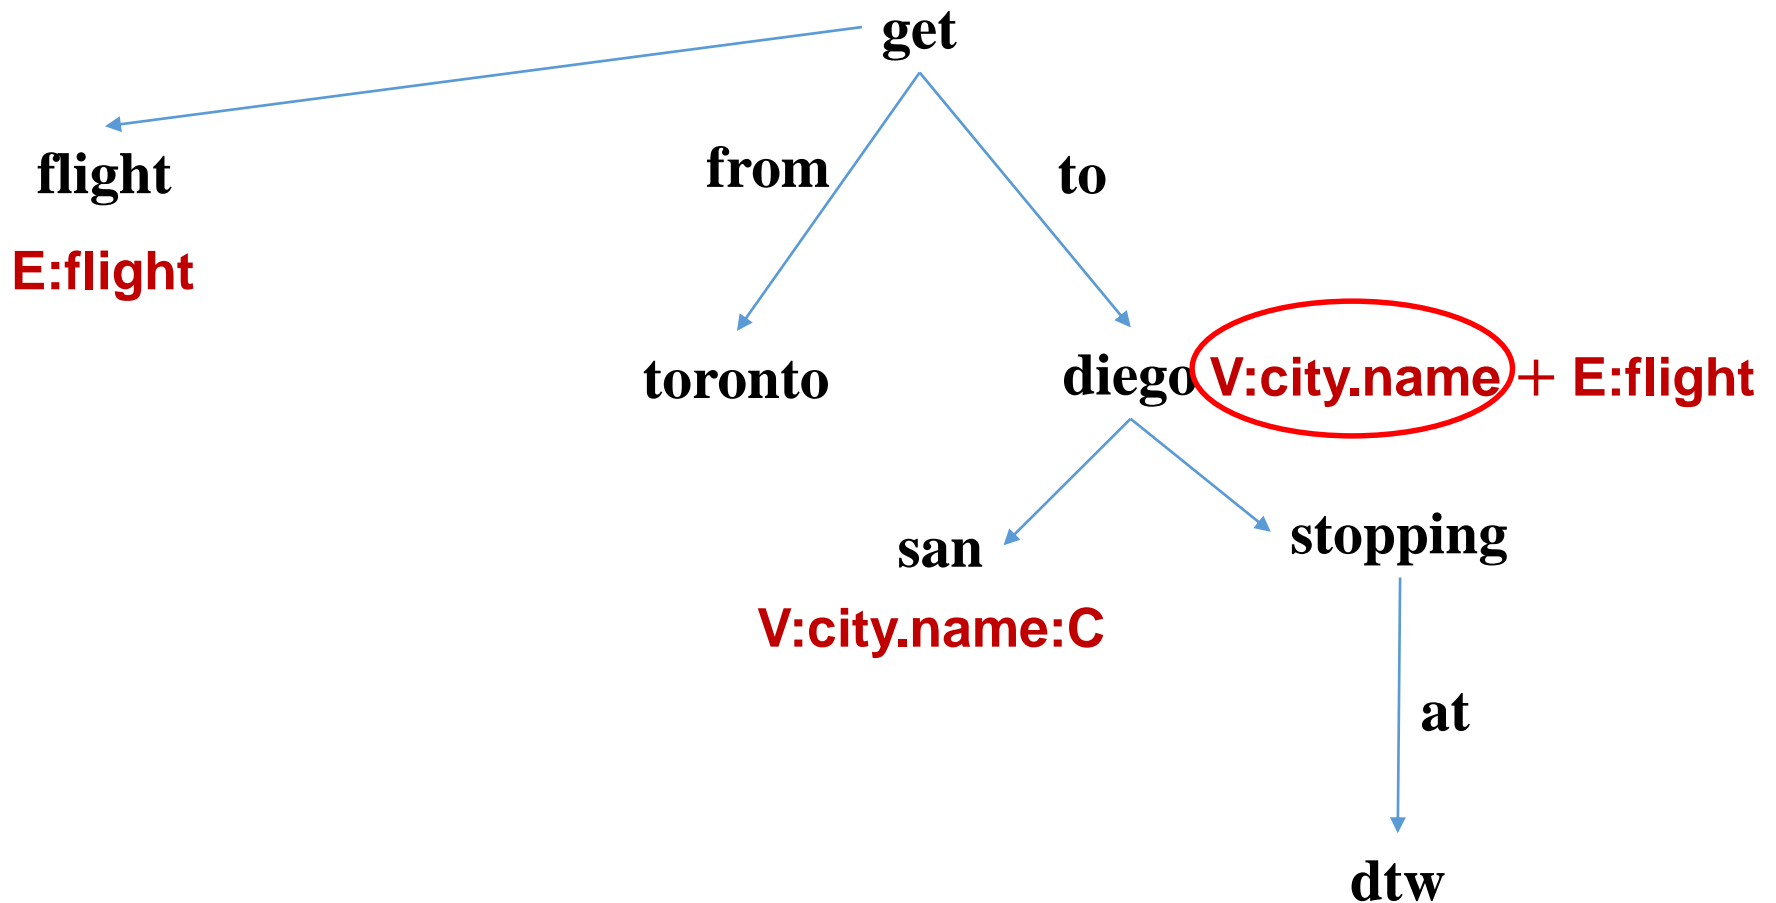 get
flight
from
to
E:flight
toronto
diego V:city.name + E:flight
san
stopping
V:city.name:C
at
dtw